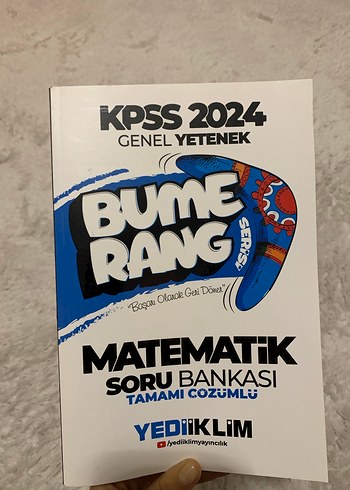 KPSS 2024
GENEL YETENEK
BUME
RANG
SERİSİ
"Başarı Olarak Geri Döner"
MATEMATİK
SORU BANKASI
TAMAMI ÇÖZÜMLÜ
YEDİİKLİM
/yediiklimyayıncılık